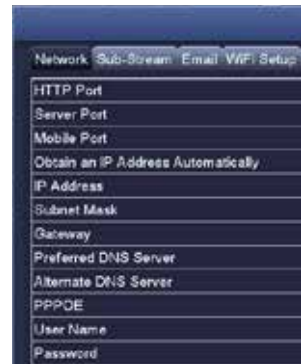 Network Sub-Stream Email WiFi Setup
HTTP Port
Server Port
Mobile Port
Obtain an IP Address Automatically
IP Address
Subnet Mask
Gateway
Preferred DNS Server
Alternate DNS Server
PPPOE
User Name
Password